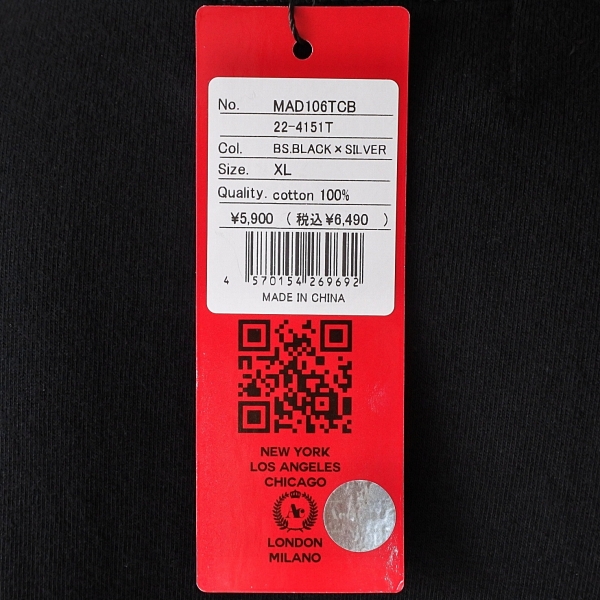 No. MAD106TCB
22-4151T
Col. BS.BLACK×SILVER
Size. XL
Quality. cotton 100%
¥5,900 ( 税込¥6,490 )
4 570154 269692
MADE IN CHINA
NEW YORK
LOS ANGELES
CHICAGO
LONDON
MILANO